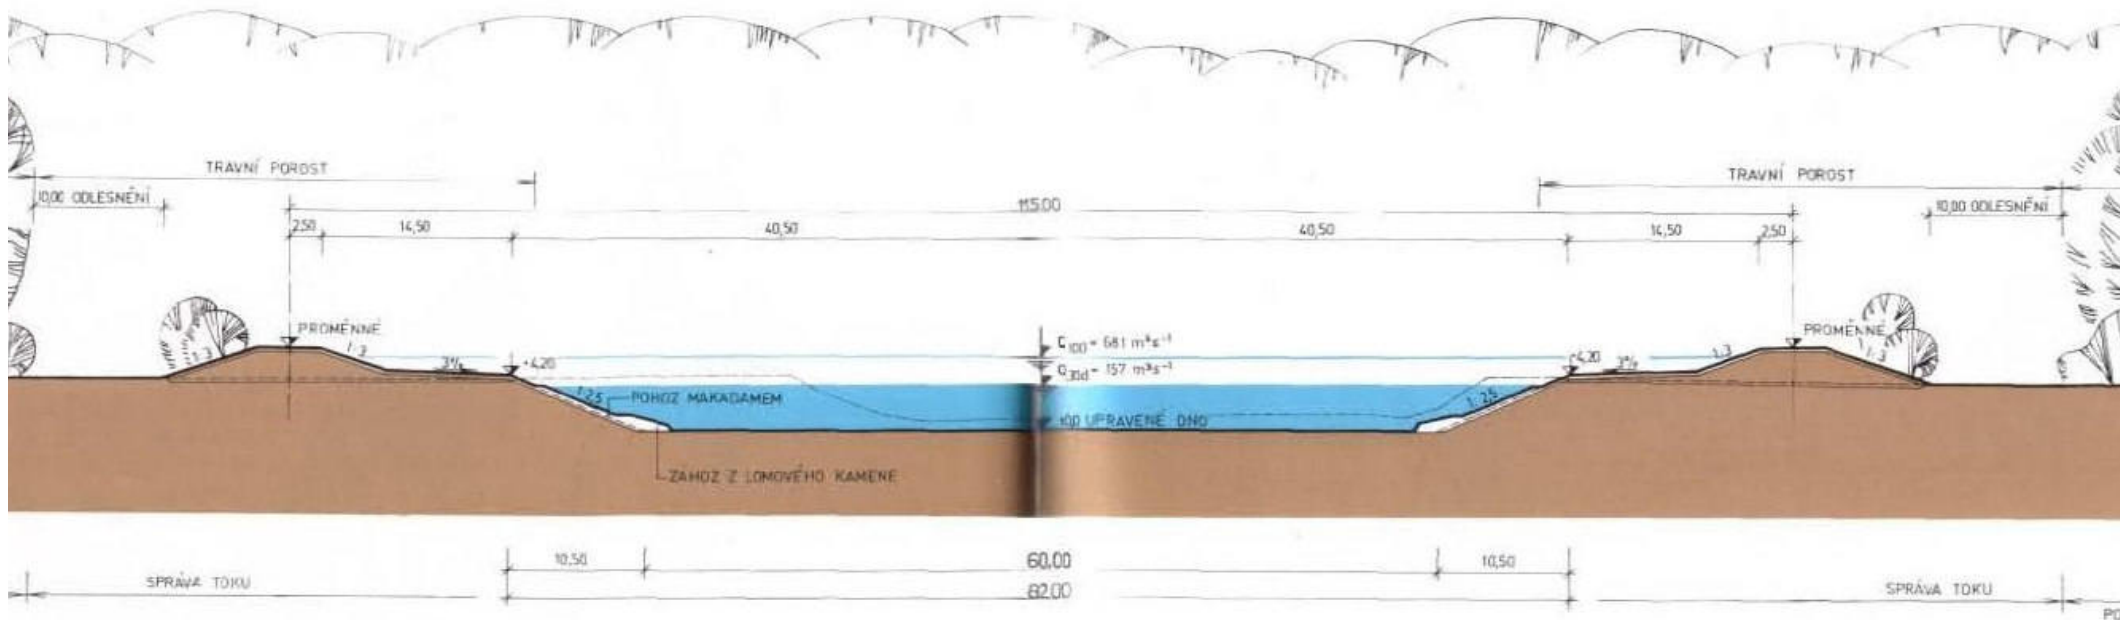 TRAVNÍ POROST
TRAVNÍ POROST
10,00 ODLESNĚNÍ
115.00
10,00 ODLESNĚNÍ
2,50
14,50
40,50
40,50
14,50
2,50
PROMĚNNÉ
PROMĚNNÉ
1:3
1:3
Q100 = 681 m³s⁻¹
1:3
1:3
3%
+4,20
Q30d = 157 m³s⁻¹
4,20
3%
1:2,5
POHOZ MAKADAMEM
1:2,5
UPRAVENÉ DNO
ZÁHOZ Z LOMOVÉHO KAMENE
10,50
60,00
10,50
SPRÁVA TOKU
82.00
SPRÁVA TOKU